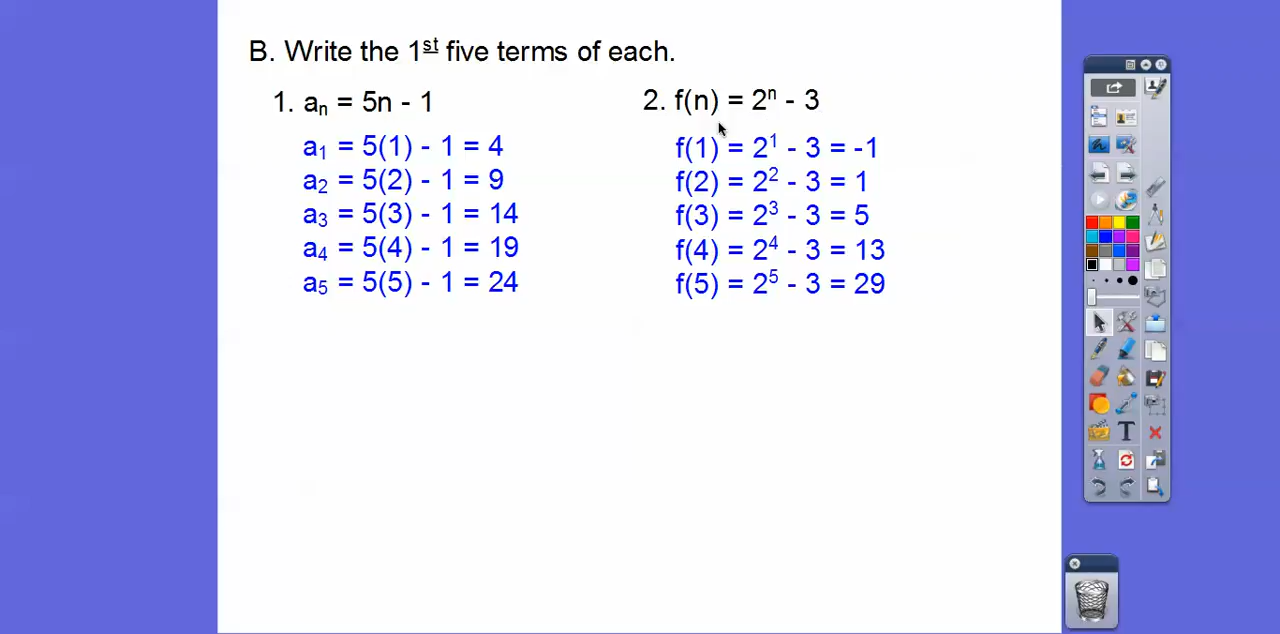 B. Write the 1st five terms of each.
1. aₙ = 5n - 1
a₁ = 5(1) - 1 = 4
a₂ = 5(2) - 1 = 9
a₃ = 5(3) - 1 = 14
a₄ = 5(4) - 1 = 19
a₅ = 5(5) - 1 = 24
2. f(n) = 2ⁿ - 3
f(1) = 2¹ - 3 = -1
f(2) = 2² - 3 = 1
f(3) = 2³ - 3 = 5
f(4) = 2⁴ - 3 = 13
f(5) = 2⁵ - 3 = 29
T